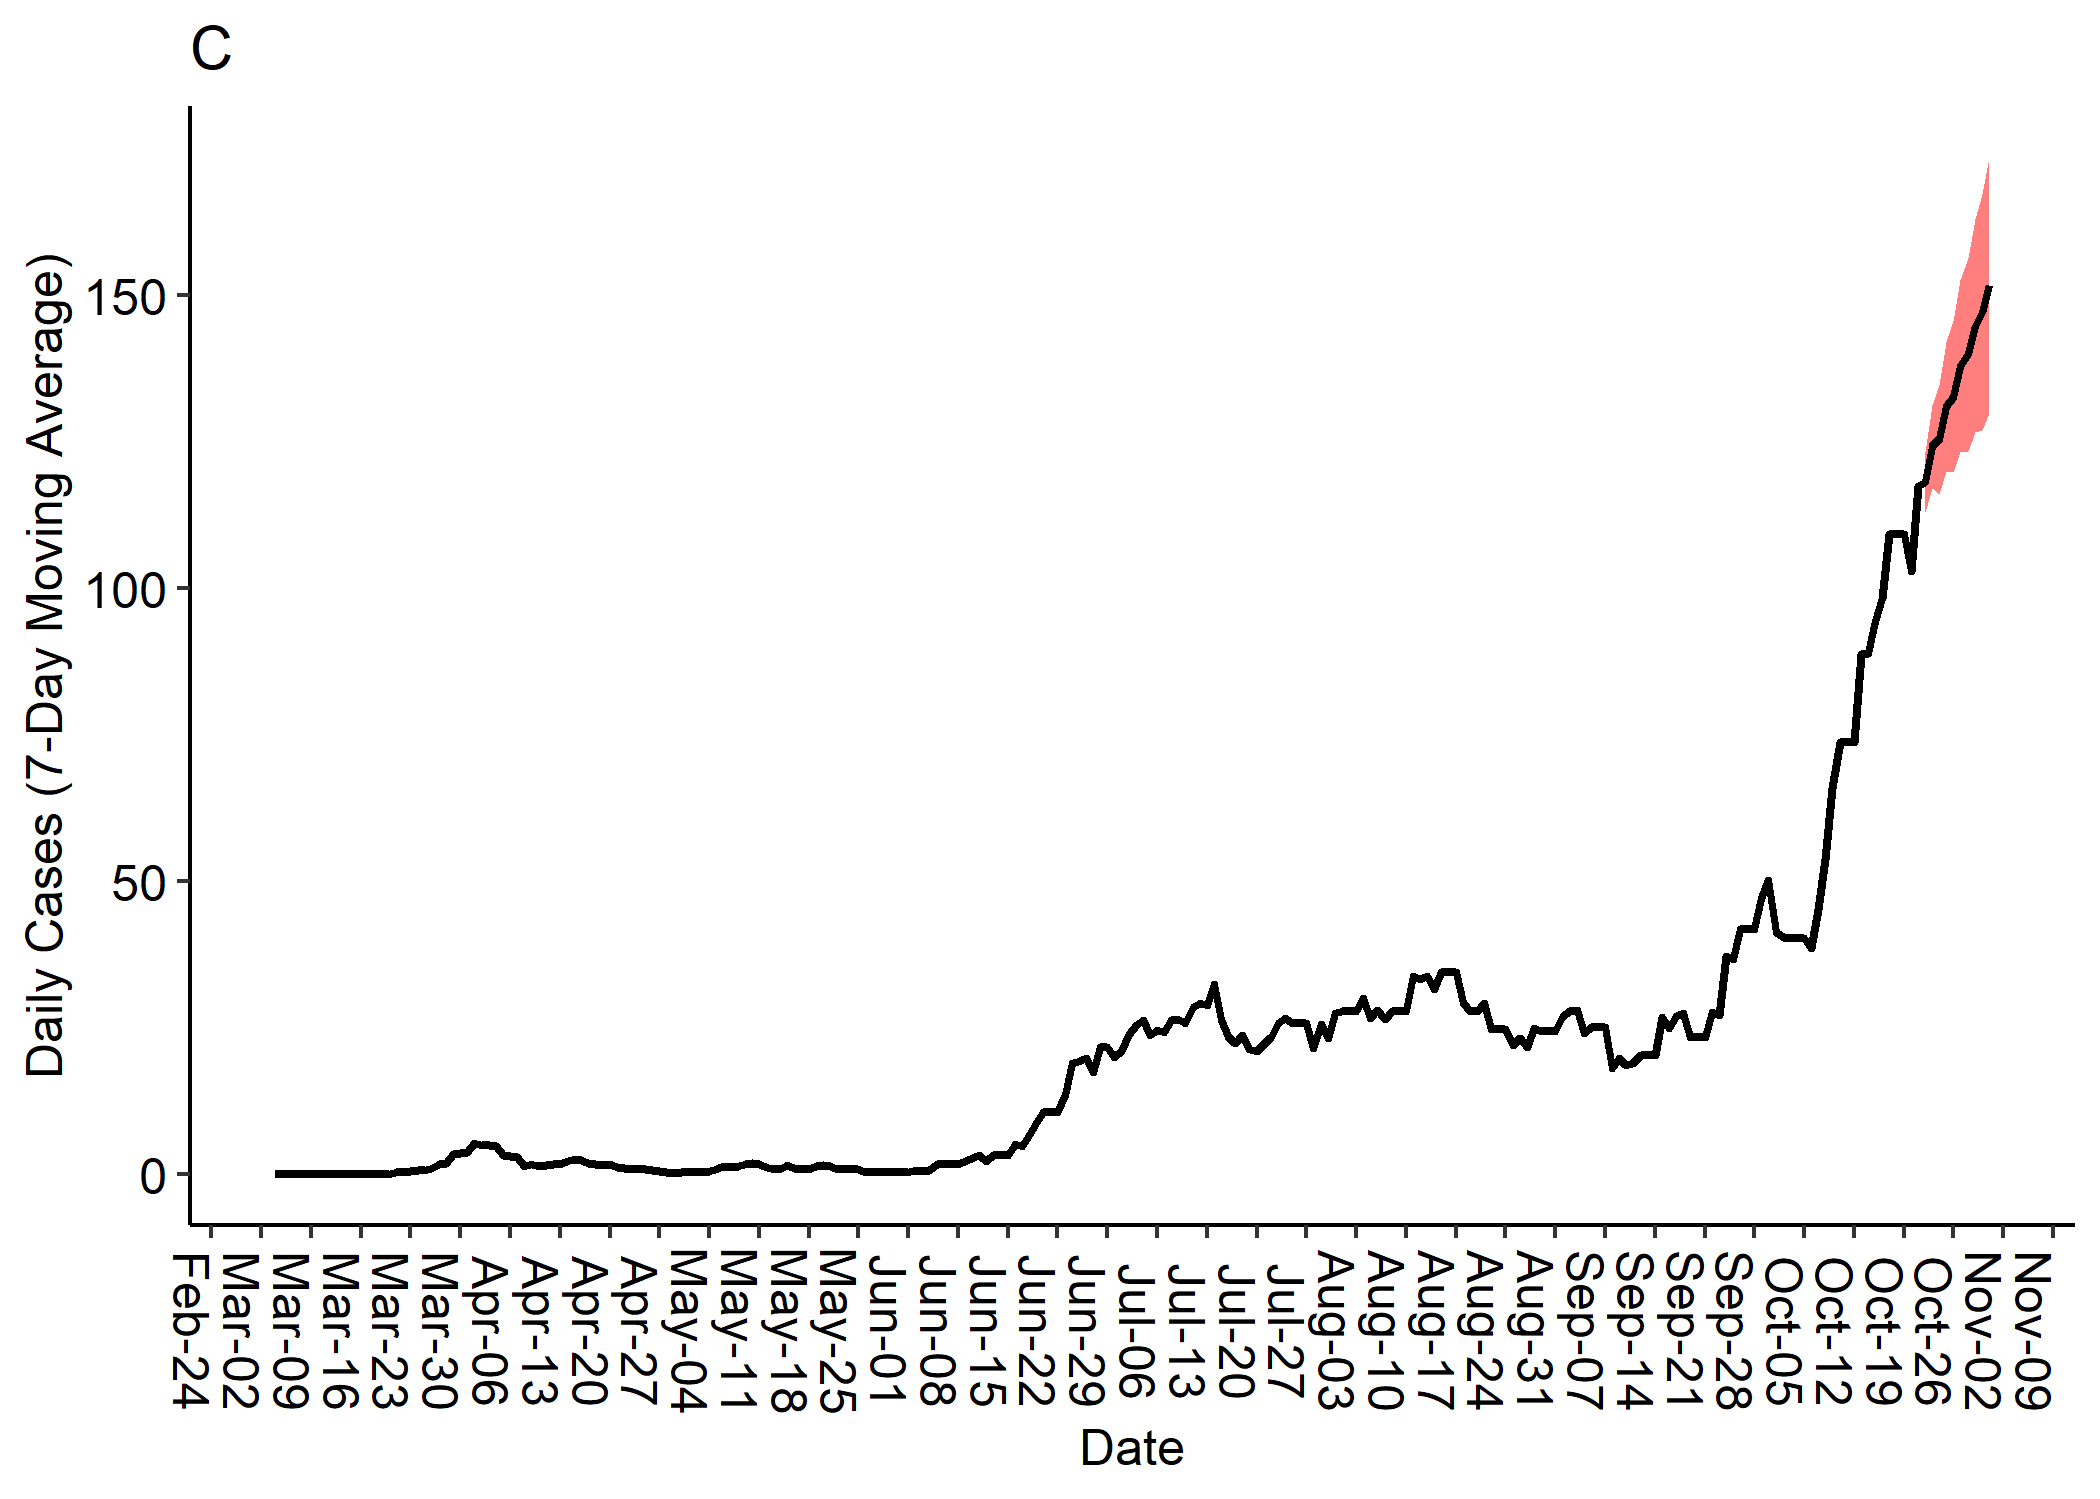 C
Daily Cases (7-Day Moving Average)
150
100
50
0
Feb-24
Mar-02
Mar-09
Mar-16
Mar-23
Mar-30
Apr-06
Apr-13
Apr-20
Apr-27
May-04
May-11
May-18
May-25
Jun-01
Jun-08
Jun-15
Jun-22
Jun-29
Jul-06
Jul-13
Jul-20
Jul-27
Aug-03
Aug-10
Aug-17
Aug-24
Aug-31
Sep-07
Sep-14
Sep-21
Sep-28
Oct-05
Oct-12
Oct-19
Oct-26
Nov-02
Nov-09
Date